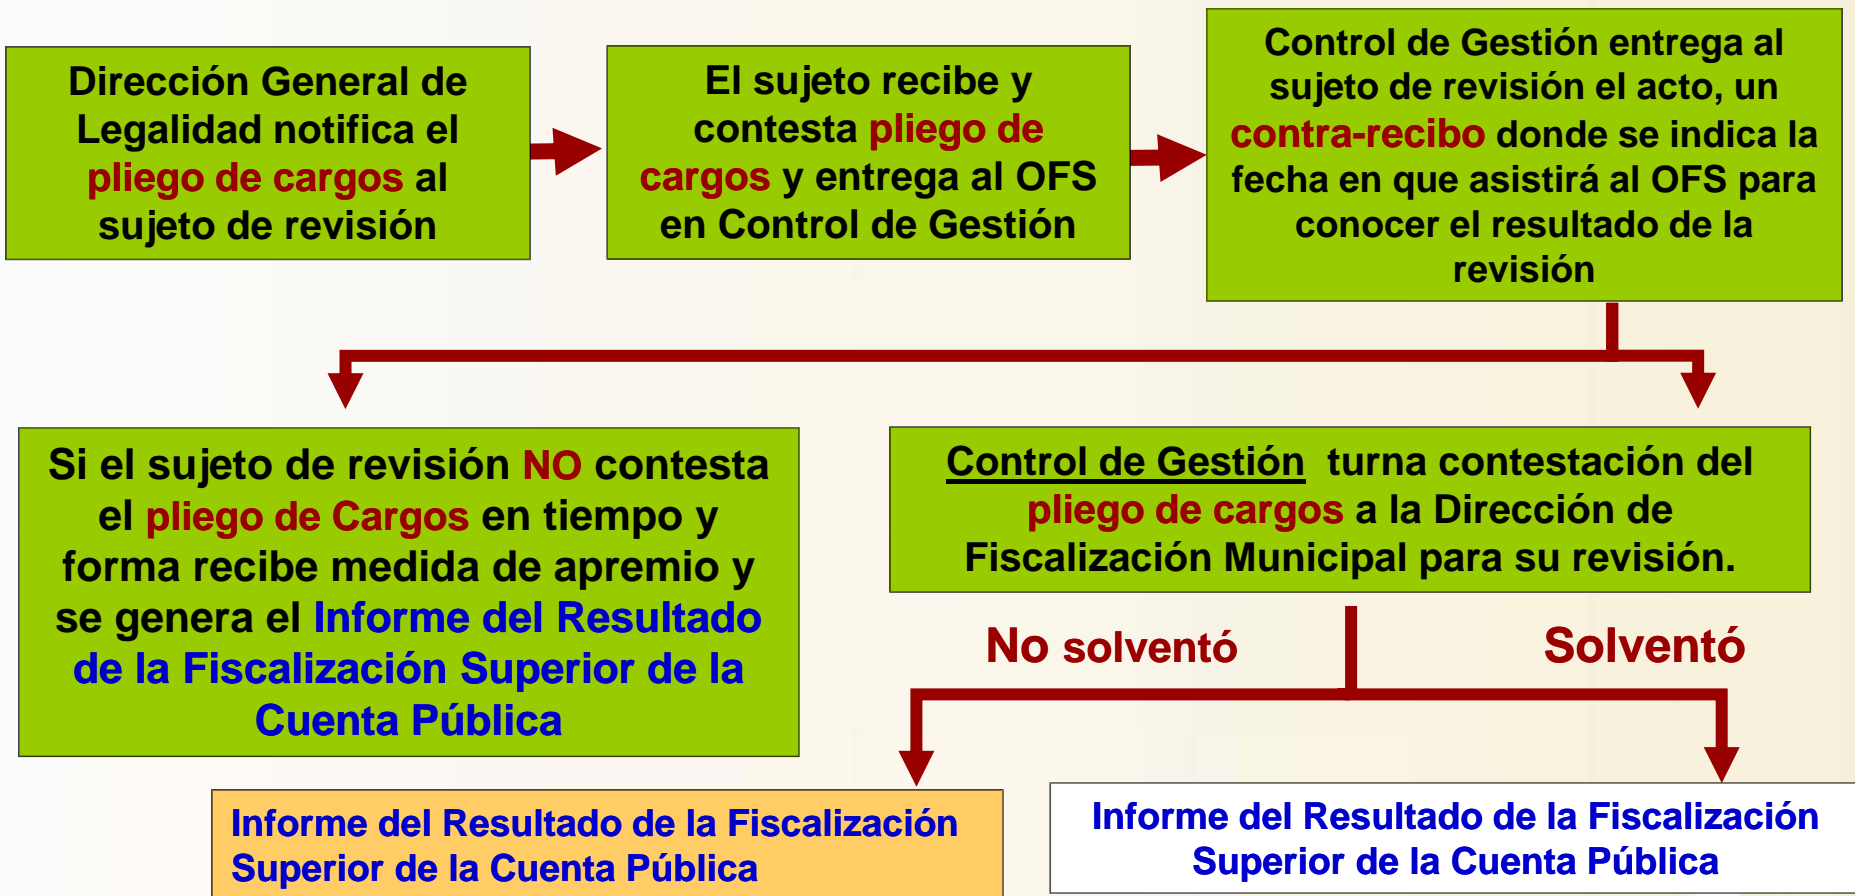 Dirección General de
Legalidad notifica el
pliego de cargos al
sujeto de revisión
El sujeto recibe y
contesta pliego de
cargos y entrega al OFS
en Control de Gestión
Control de Gestión entrega al
sujeto de revisión el acto, un
contra-recibo donde se indica la
fecha en que asistirá al OFS para
conocer el resultado de la
revisión
Si el sujeto de revisión NO contesta
el pliego de Cargos en tiempo y
forma recibe medida de apremio y
se genera el Informe del Resultado
de la Fiscalización Superior de la
Cuenta Pública
Control de Gestión turna contestación del
pliego de cargos a la Dirección de
Fiscalización Municipal para su revisión.
No solventó
Solventó
Informe del Resultado de la Fiscalización
Superior de la Cuenta Pública
Informe del Resultado de la Fiscalización
Superior de la Cuenta Pública